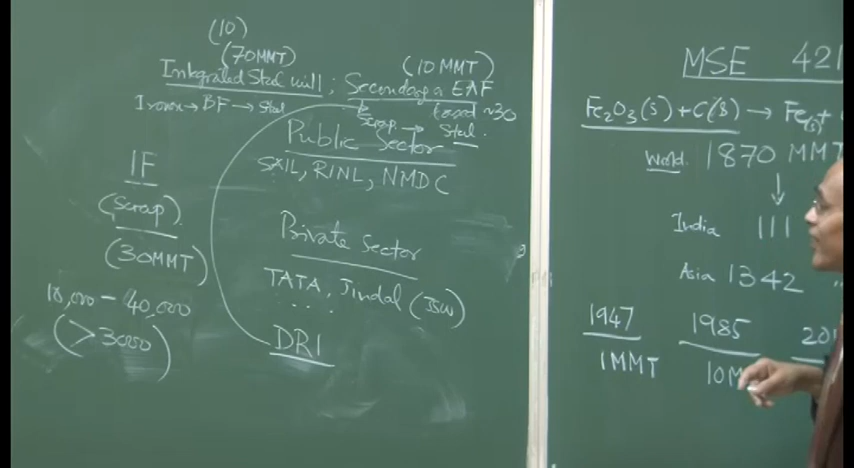 (10)
(70MMT)
(10 MMT)
Integrated Steel mill ; Secondary EAF
Iron → BF → Steel
based ~30
Scrap → Steel.
Public Sector
SAIL, RINL, NMDC
IF
(Scrap)
(30MMT)
10,000 - 40,000
(>3000)
Private Sector
TATA, Jindal (JSW)
...
DRI
MSE 421
Fe2O3(s) + C(s) → Fe(s) +
World 1870 MMT
↓
India 111
Asia 1342
1947 1985 20
1MMT 10M